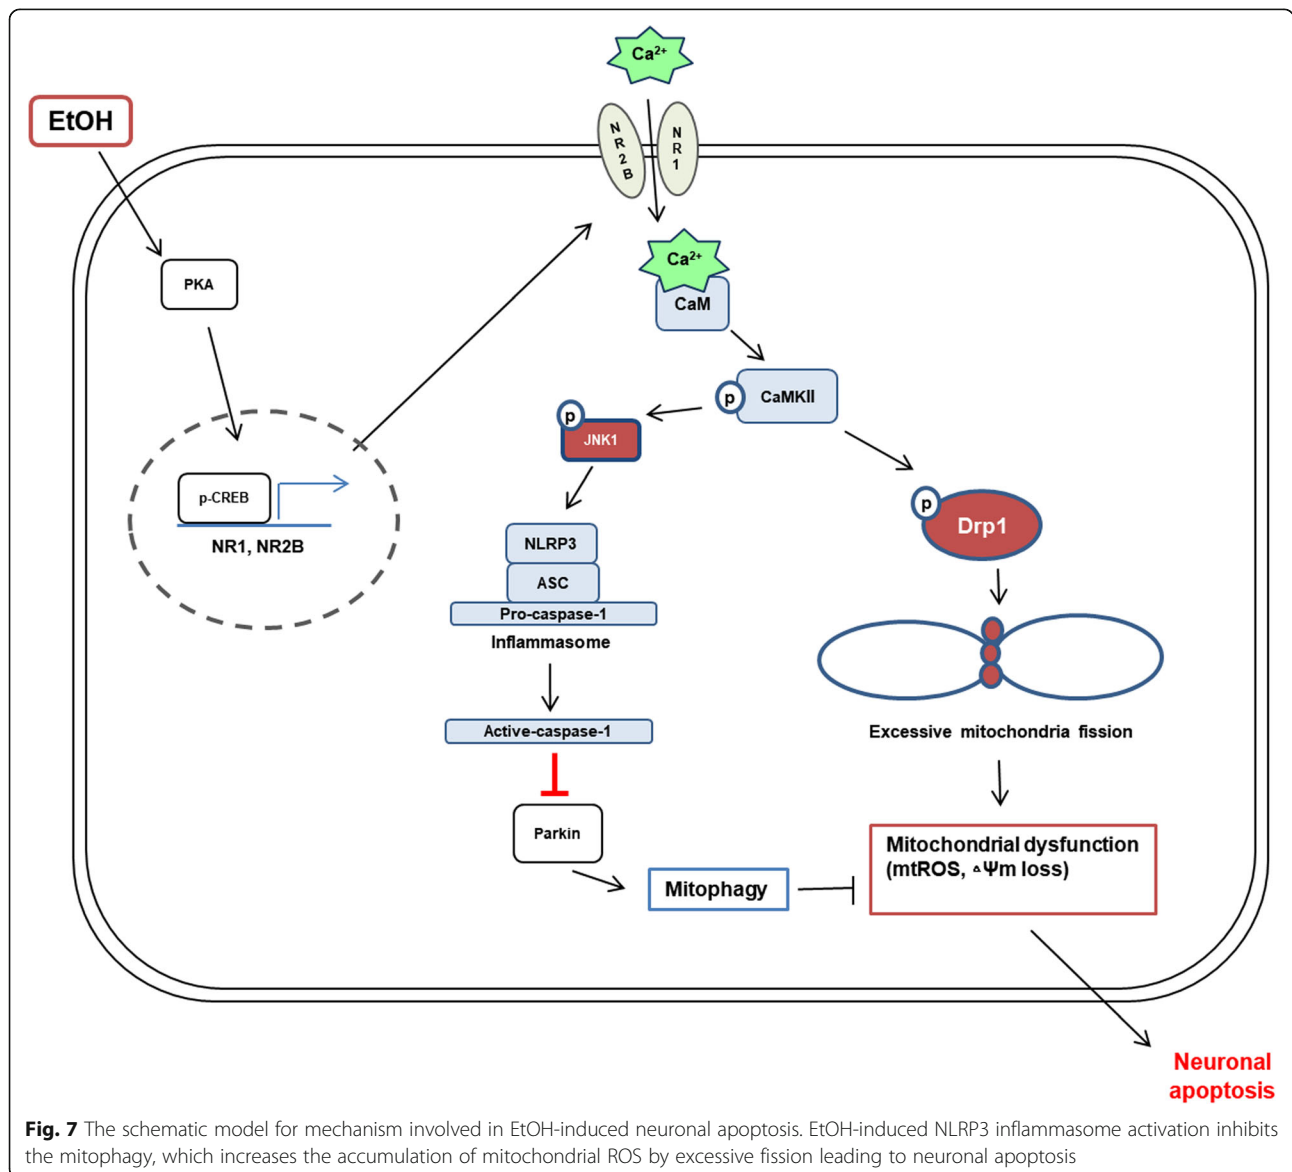 Ca²⁺
EtOH
NR2B
NR1
PKA
Ca²⁺
CaM
p
CaMKII
p
JNK1
p-CREB
NR1, NR2B
p
Drp1
NLRP3
ASC
Pro-caspase-1
Inflammasome
Active-caspase-1
Excessive mitochondria fission
Parkin
Mitophagy
Mitochondrial dysfunction
(mtROS, ▵Ψm loss)
Neuronal
apoptosis
Fig. 7 The schematic model for mechanism involved in EtOH-induced neuronal apoptosis. EtOH-induced NLRP3 inflammasome activation inhibits
the mitophagy, which increases the accumulation of mitochondrial ROS by excessive fission leading to neuronal apoptosis